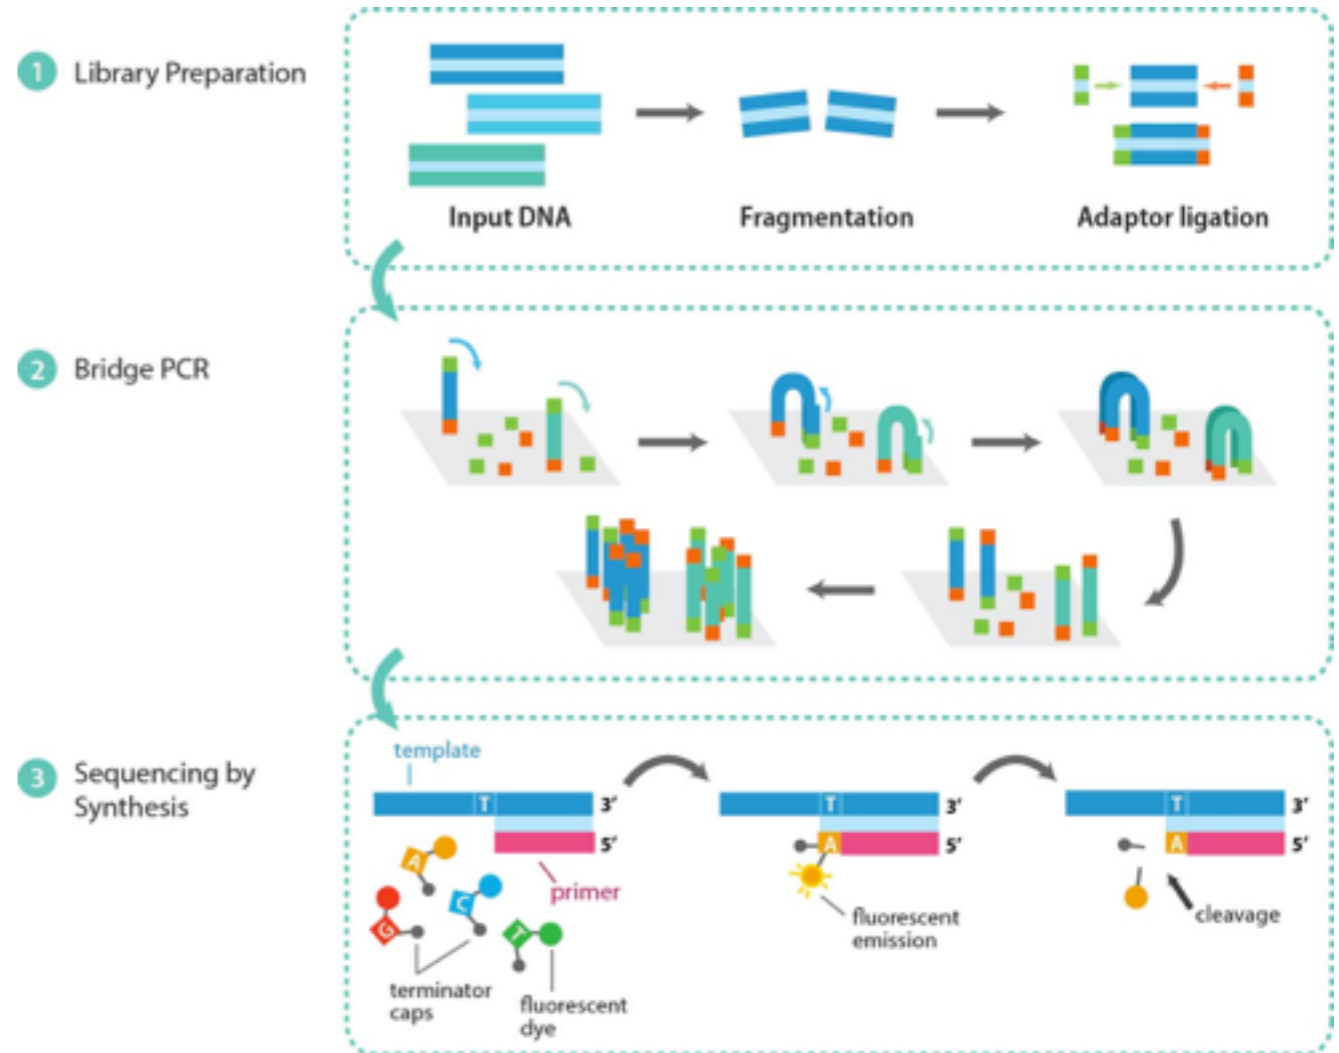 1 Library Preparation
Input DNA
Fragmentation
Adaptor ligation
2 Bridge PCR
3 Sequencing by
Synthesis
template
T 3'
5'
primer
A
G
C
T
terminator
caps
fluorescent
dye
T 3'
A 5'
fluorescent
emission
T 3'
A 5'
cleavage